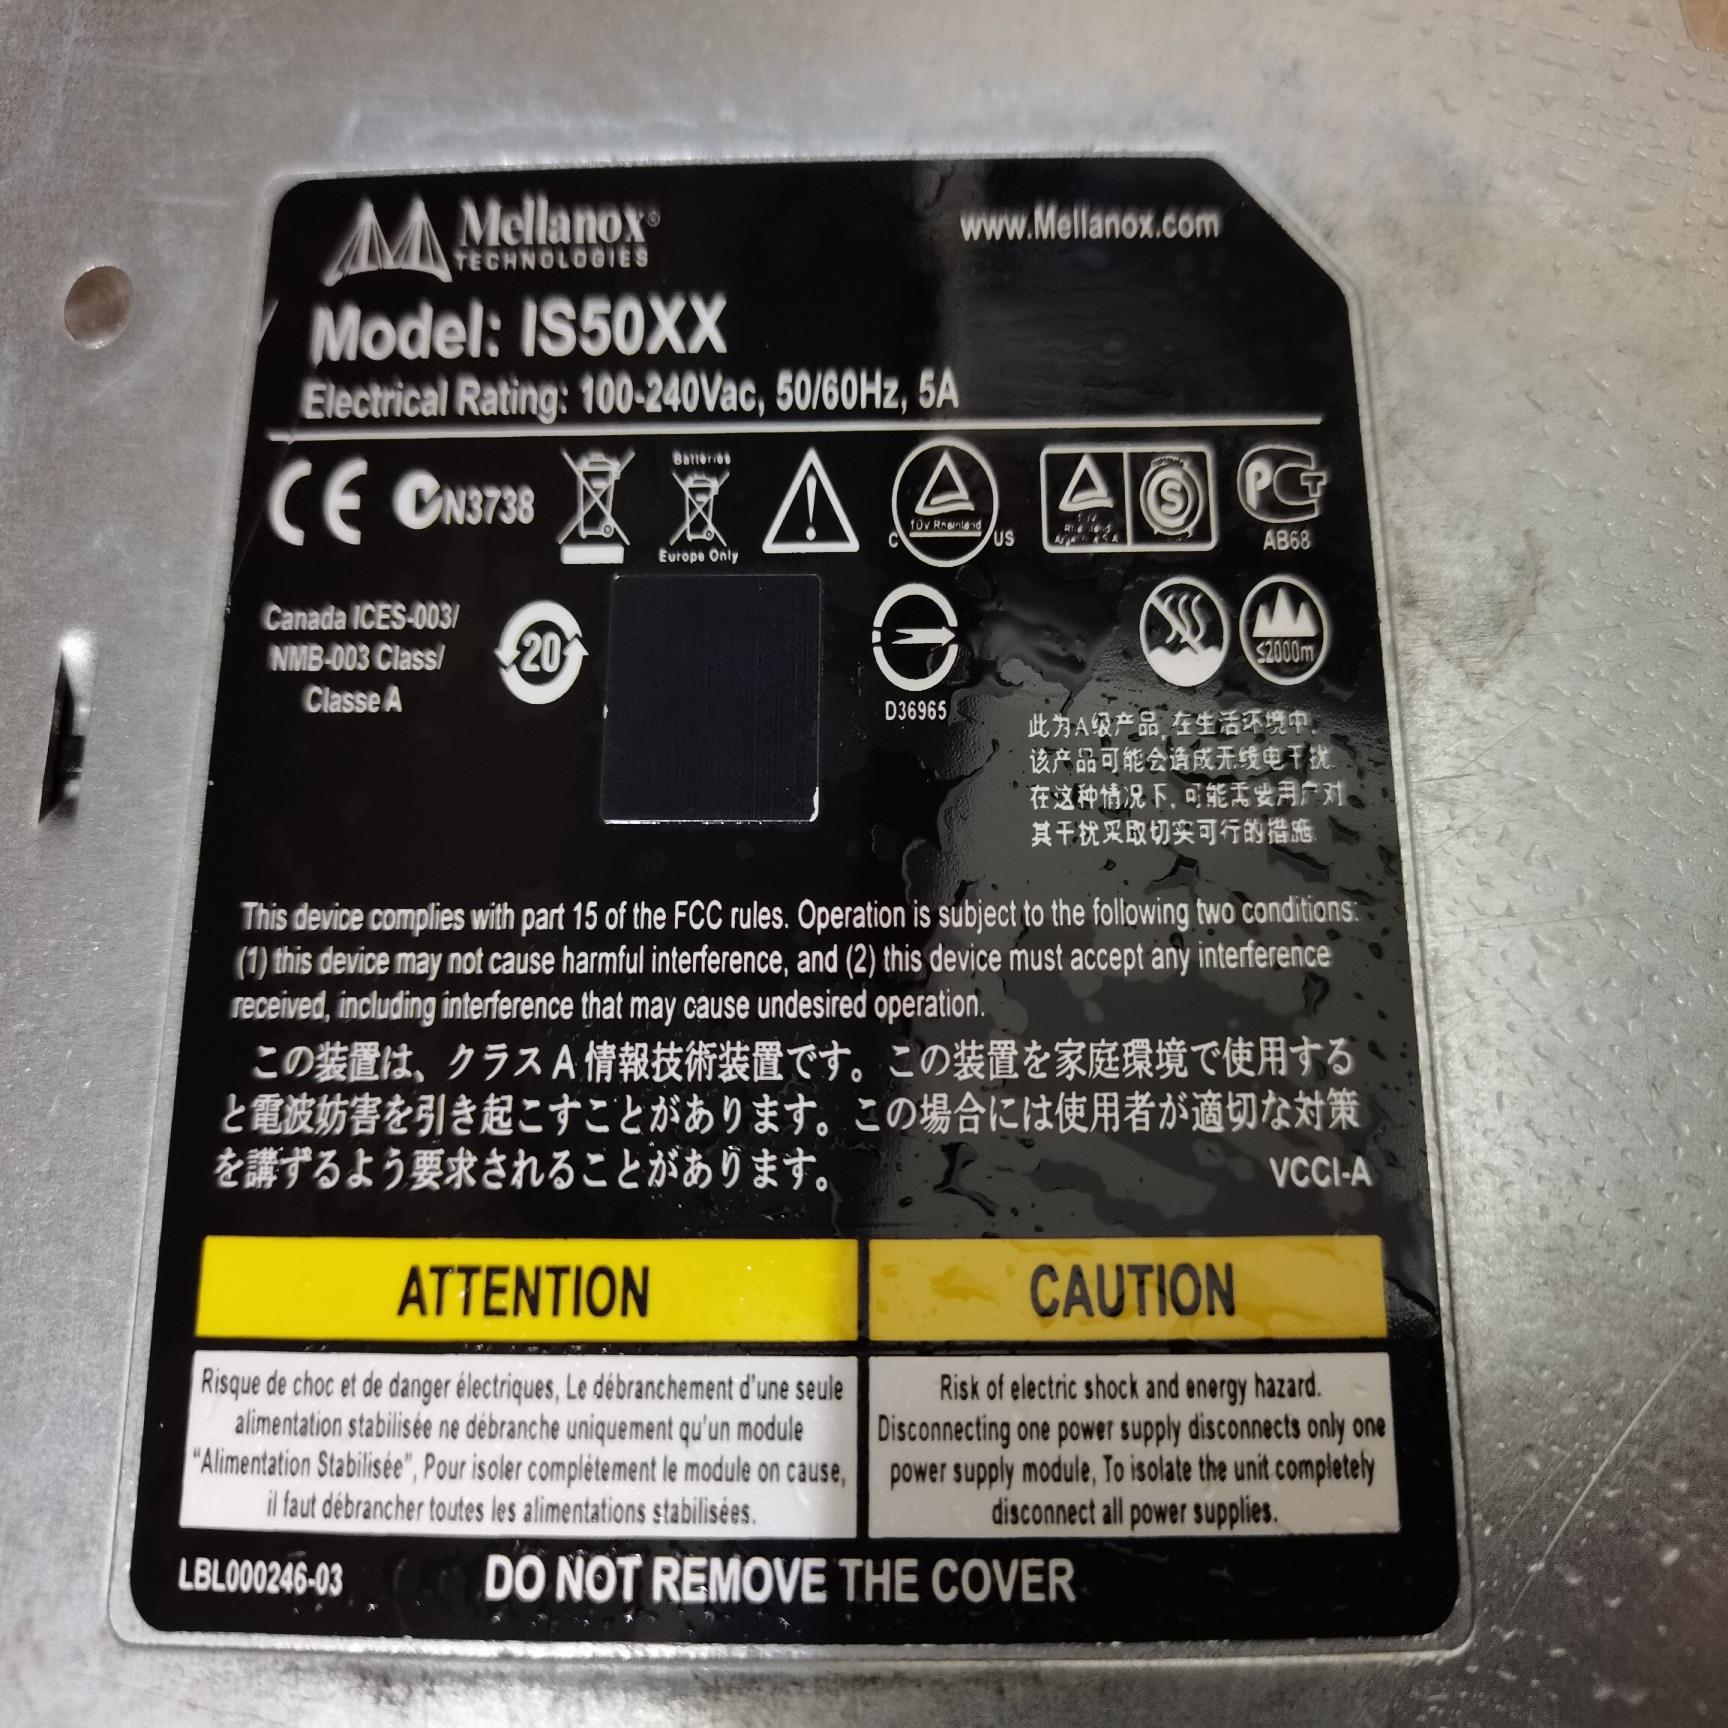 Mellanox®
TECHNOLOGIES
www.Mellanox.com
Model: IS50XX
Electrical Rating: 100-240Vac, 50/60Hz, 5A
CE
N3738
Batteries
Europe Only
TÜV Rheinland
C US
S
PCT
AB68
Canada ICES-003/
NMB-003 Class/
Classe A
20
D36965
≤2000m
此为A级产品, 在生活环境中,
该产品可能会造成无线电干扰.
在这种情况下, 可能需要用户对
其干扰采取切实可行的措施.
This device complies with part 15 of the FCC rules. Operation is subject to the following two conditions:
(1) this device may not cause harmful interference, and (2) this device must accept any interference
received, including interference that may cause undesired operation.
この装置は、クラス A 情報技術装置です。この装置を家庭環境で使用する
と電波妨害を引き起こすことがあります。この場合には使用者が適切な対策
を講ずるよう要求されることがあります。
VCCI-A
ATTENTION
Risque de choc et de danger électriques, Le débranchement d'une seule
alimentation stabilisée ne débranche uniquement qu'un module
“Alimentation Stabilisée”, Pour isoler complètement le module on cause,
il faut débrancher toutes les alimentations stabilisées.
CAUTION
Risk of electric shock and energy hazard.
Disconnecting one power supply disconnects only one
power supply module, To isolate the unit completely
disconnect all power supplies.
LBL000246-03
DO NOT REMOVE THE COVER